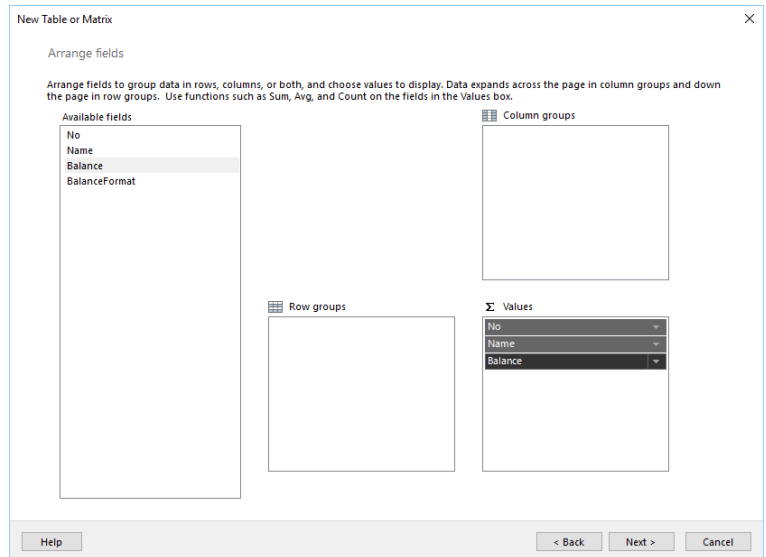 New Table or Matrix
Arrange fields
Arrange fields to group data in rows, columns, or both, and choose values to display. Data expands across the page in column groups and down
the page in row groups.  Use functions such as Sum, Avg, and Count on the fields in the Values box.
Available fields
No
Name
Balance
BalanceFormat
Column groups
Row groups
Σ Values
No
Name
Balance
Help
< Back
Next >
Cancel